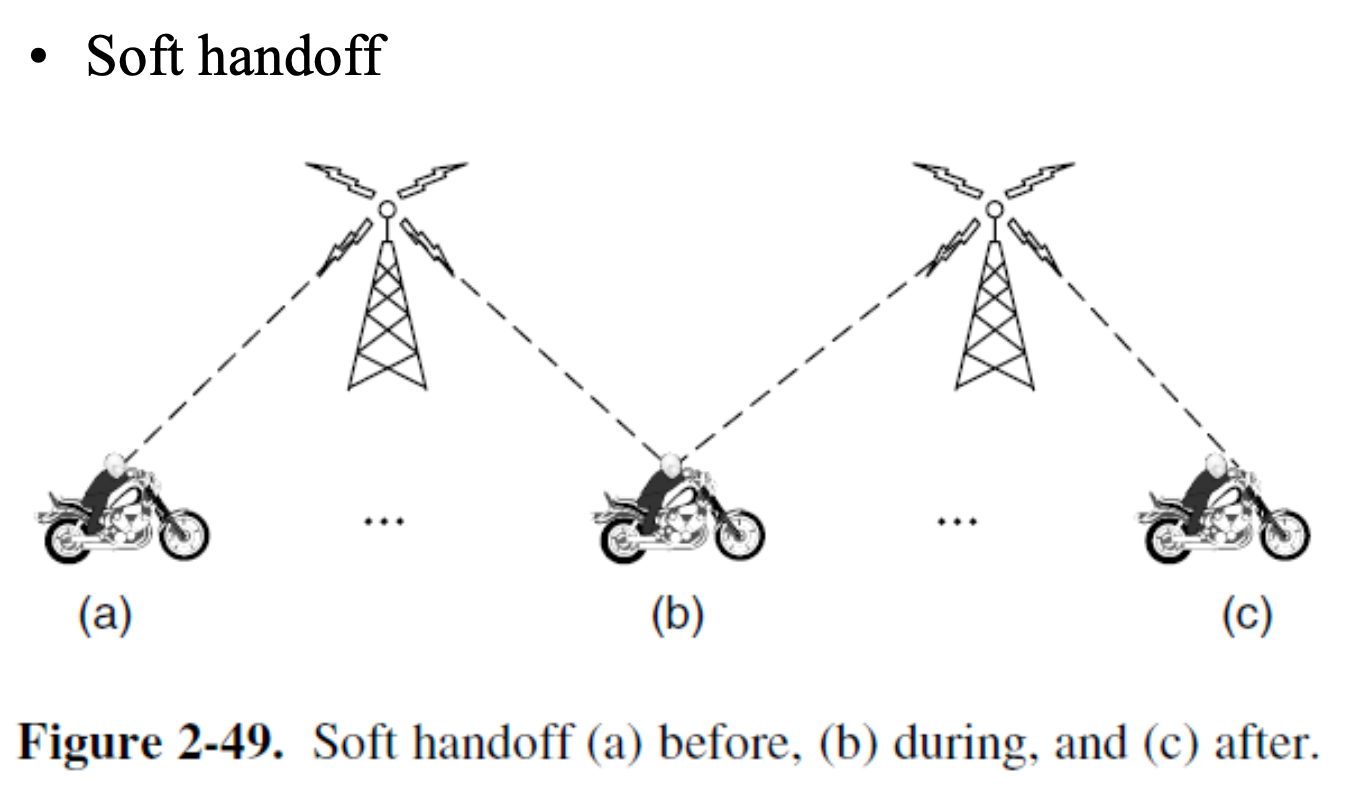 • Soft handoff
... ...
(a) (b) (c)
Figure 2-49. Soft handoff (a) before, (b) during, and (c) after.